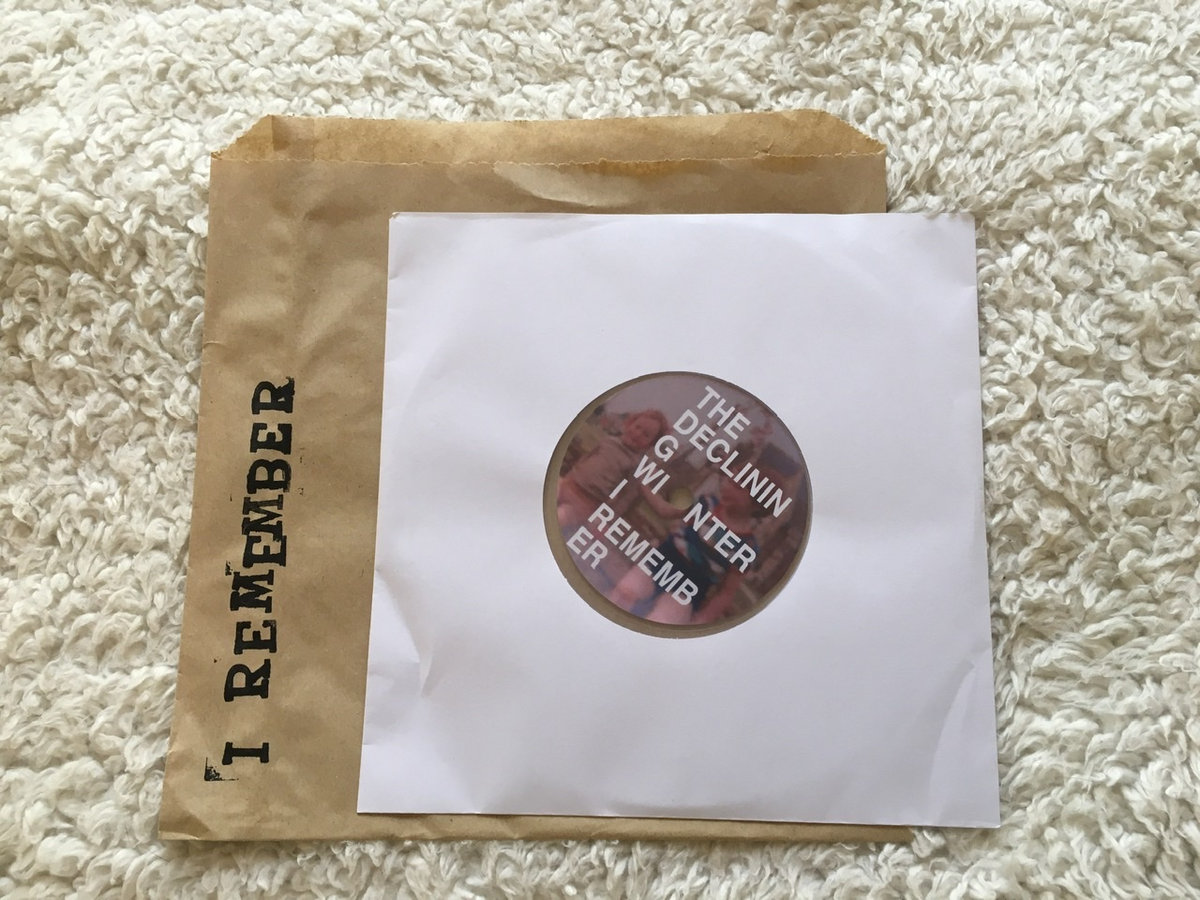 I REMEMBER
THE
DECLININ
G
WI NTER
I
REMEMB
ER